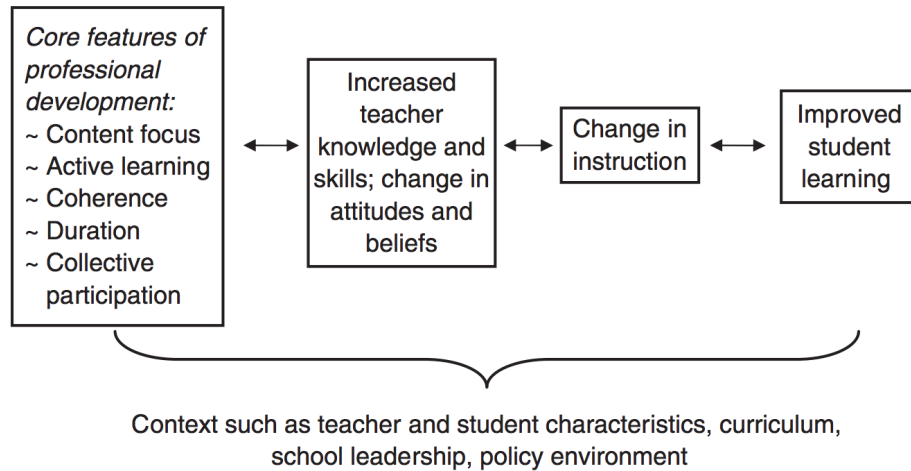 Core features of
professional
development:
~ Content focus
~ Active learning
~ Coherence
~ Duration
~ Collective
participation
Increased
teacher
knowledge and
skills; change in
attitudes and
beliefs
Change in
instruction
Improved
student
learning
Context such as teacher and student characteristics, curriculum,
school leadership, policy environment